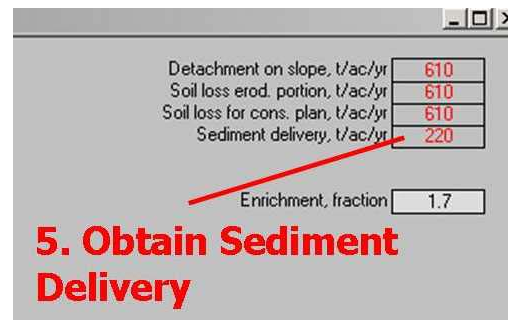 Detachment on slope, t/ac/yr 610
Soil loss erod. portion, t/ac/yr 610
Soil loss for cons. plan, t/ac/yr 610
Sediment delivery, t/ac/yr 220
Enrichment, fraction 1.7
5. Obtain Sediment
Delivery